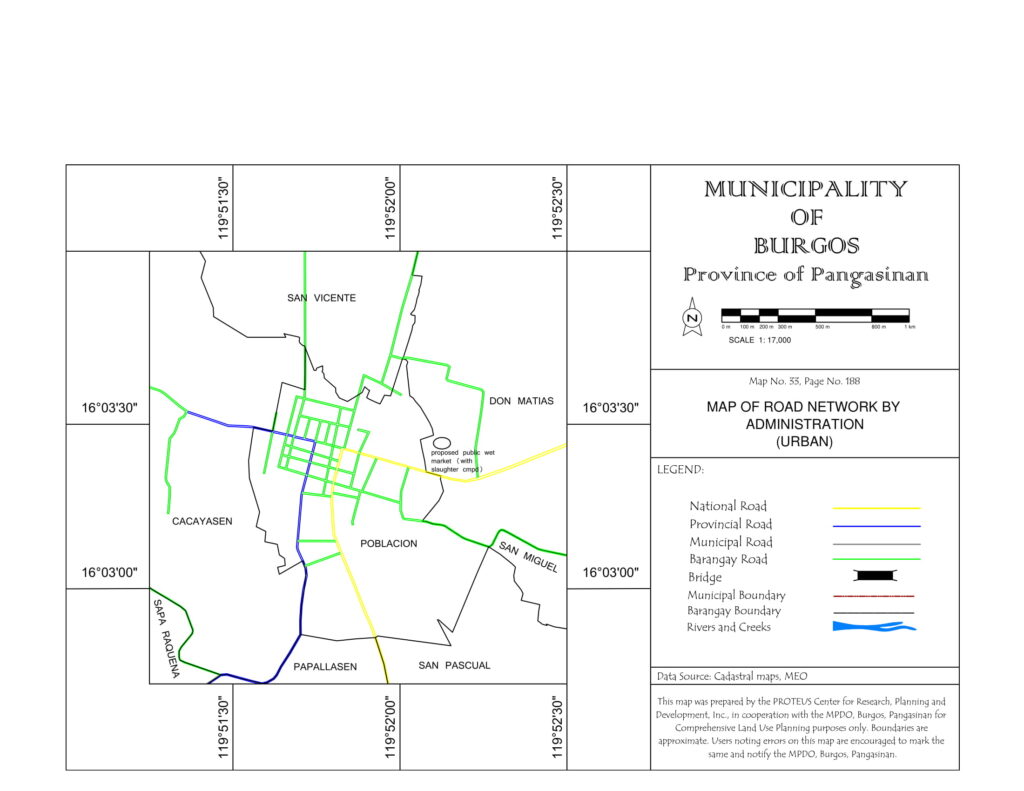 119°51'30"
119°52'00"
119°52'30"
SAN VICENTE
DON MATIAS
16°03'30"
16°03'30"
proposed public wet
market (with
slaughter cmpd)
CACAYASEN
POBLACION
SAN MIGUEL
16°03'00"
16°03'00"
SAPA RAQUENA
PAPALLASEN
SAN PASCUAL
119°51'30"
119°52'00"
119°52'30"
MUNICIPALITY
OF
BURGOS
Province of Pangasinan
N
0 m 100 m 200 m 300 m 500 m 800 m 1 km
SCALE 1: 17,000
Map No. 33, Page No. 188
MAP OF ROAD NETWORK BY
ADMINISTRATION
(URBAN)
LEGEND:
National Road
Provincial Road
Municipal Road
Barangay Road
Bridge
Municipal Boundary
Barangay Boundary
Rivers and Creeks
Data Source: Cadastral maps, MEO
This map was prepared by the PROTEUS Center for Research, Planning and
Development, Inc., in cooperation with the MPDO, Burgos, Pangasinan for
Comprehensive Land Use Planning purposes only. Boundaries are
approximate. Users noting errors on this map are encouraged to mark the
same and notify the MPDO, Burgos, Pangasinan.